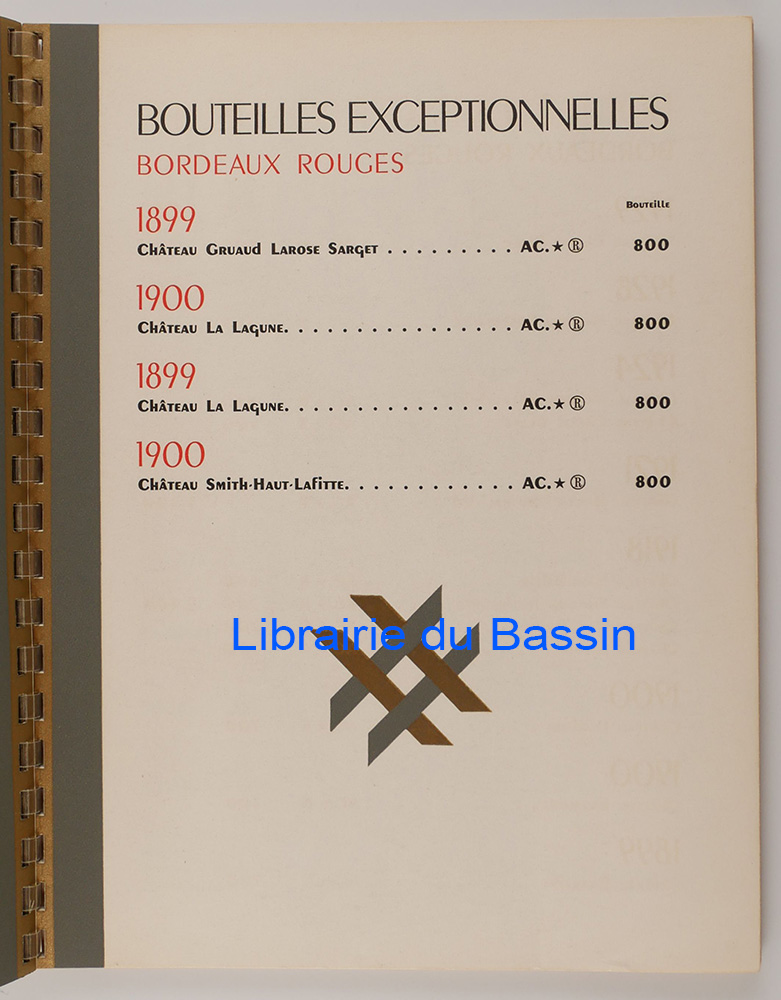 BOUTEILLES EXCEPTIONNELLES
BORDEAUX ROUGES
Bouteille
1899
Château Gruaud Larose Sarget . . . . . . . . . AC.★ Ⓡ 800
1900
Château La Lagune. . . . . . . . . . . . . . . . AC.★ Ⓡ 800
1899
Château La Lagune. . . . . . . . . . . . . . . . AC.★ Ⓡ 800
1900
Château Smith-Haut-Lafitte. . . . . . . . . . . . AC.★ Ⓡ 800
Librairie du Bassin